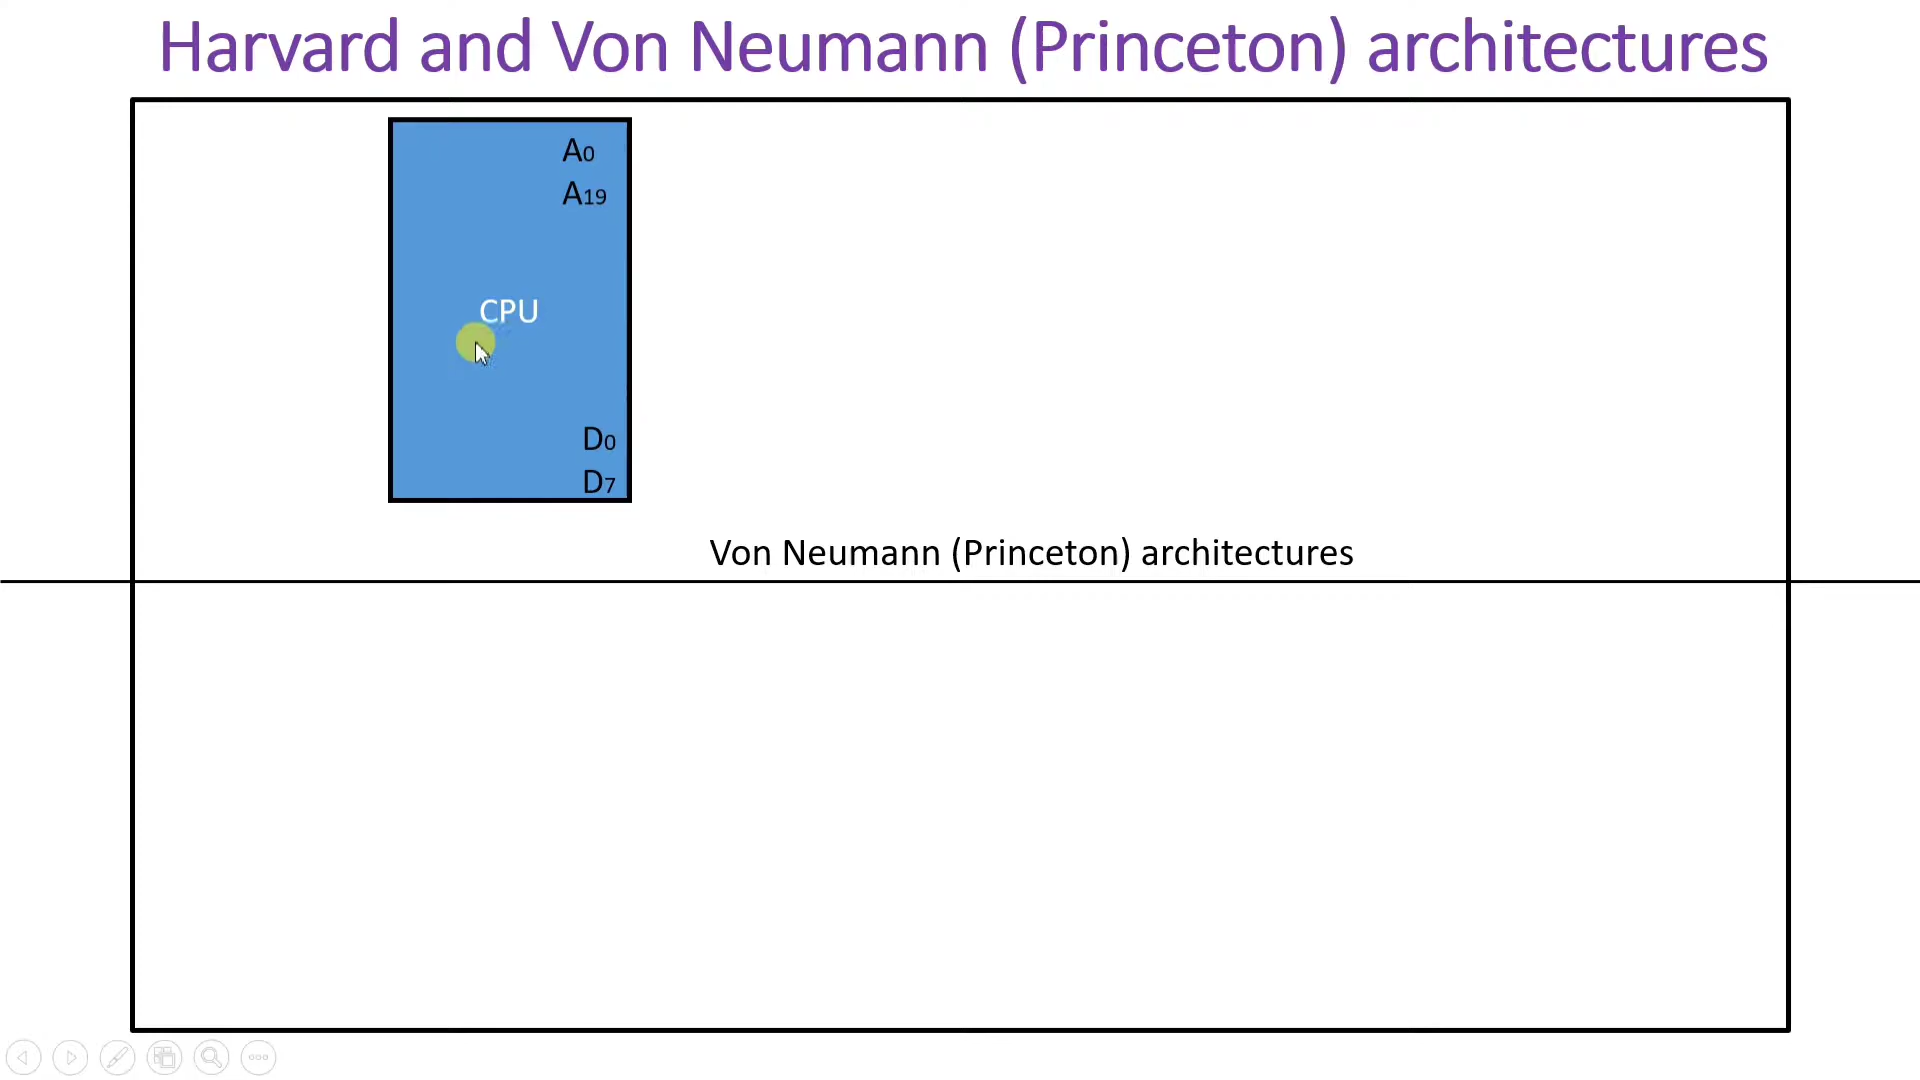 Harvard and Von Neumann (Princeton) architectures
A0
A19
CPU
D0
D7
Von Neumann (Princeton) architectures